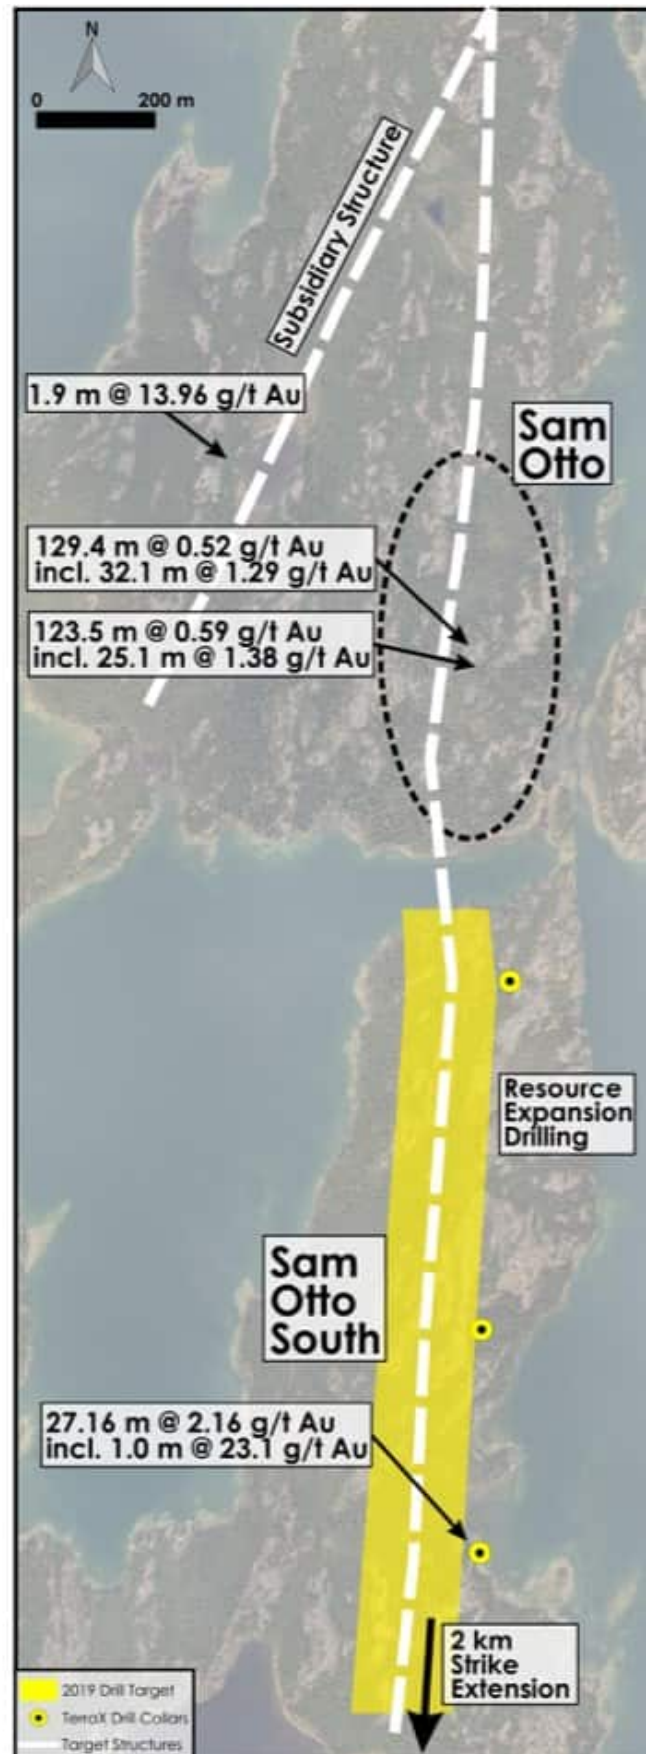 N
0 200 m
Subsidiary Structure
1.9 m @ 13.96 g/t Au
Sam
Otto
129.4 m @ 0.52 g/t Au
incl. 32.1 m @ 1.29 g/t Au
123.5 m @ 0.59 g/t Au
incl. 25.1 m @ 1.38 g/t Au
Resource
Expansion
Drilling
Sam
Otto
South
27.16 m @ 2.16 g/t Au
incl. 1.0 m @ 23.1 g/t Au
2 km
Strike
Extension
2019 Drill Target
TerraX Drill Collars
Target Structures